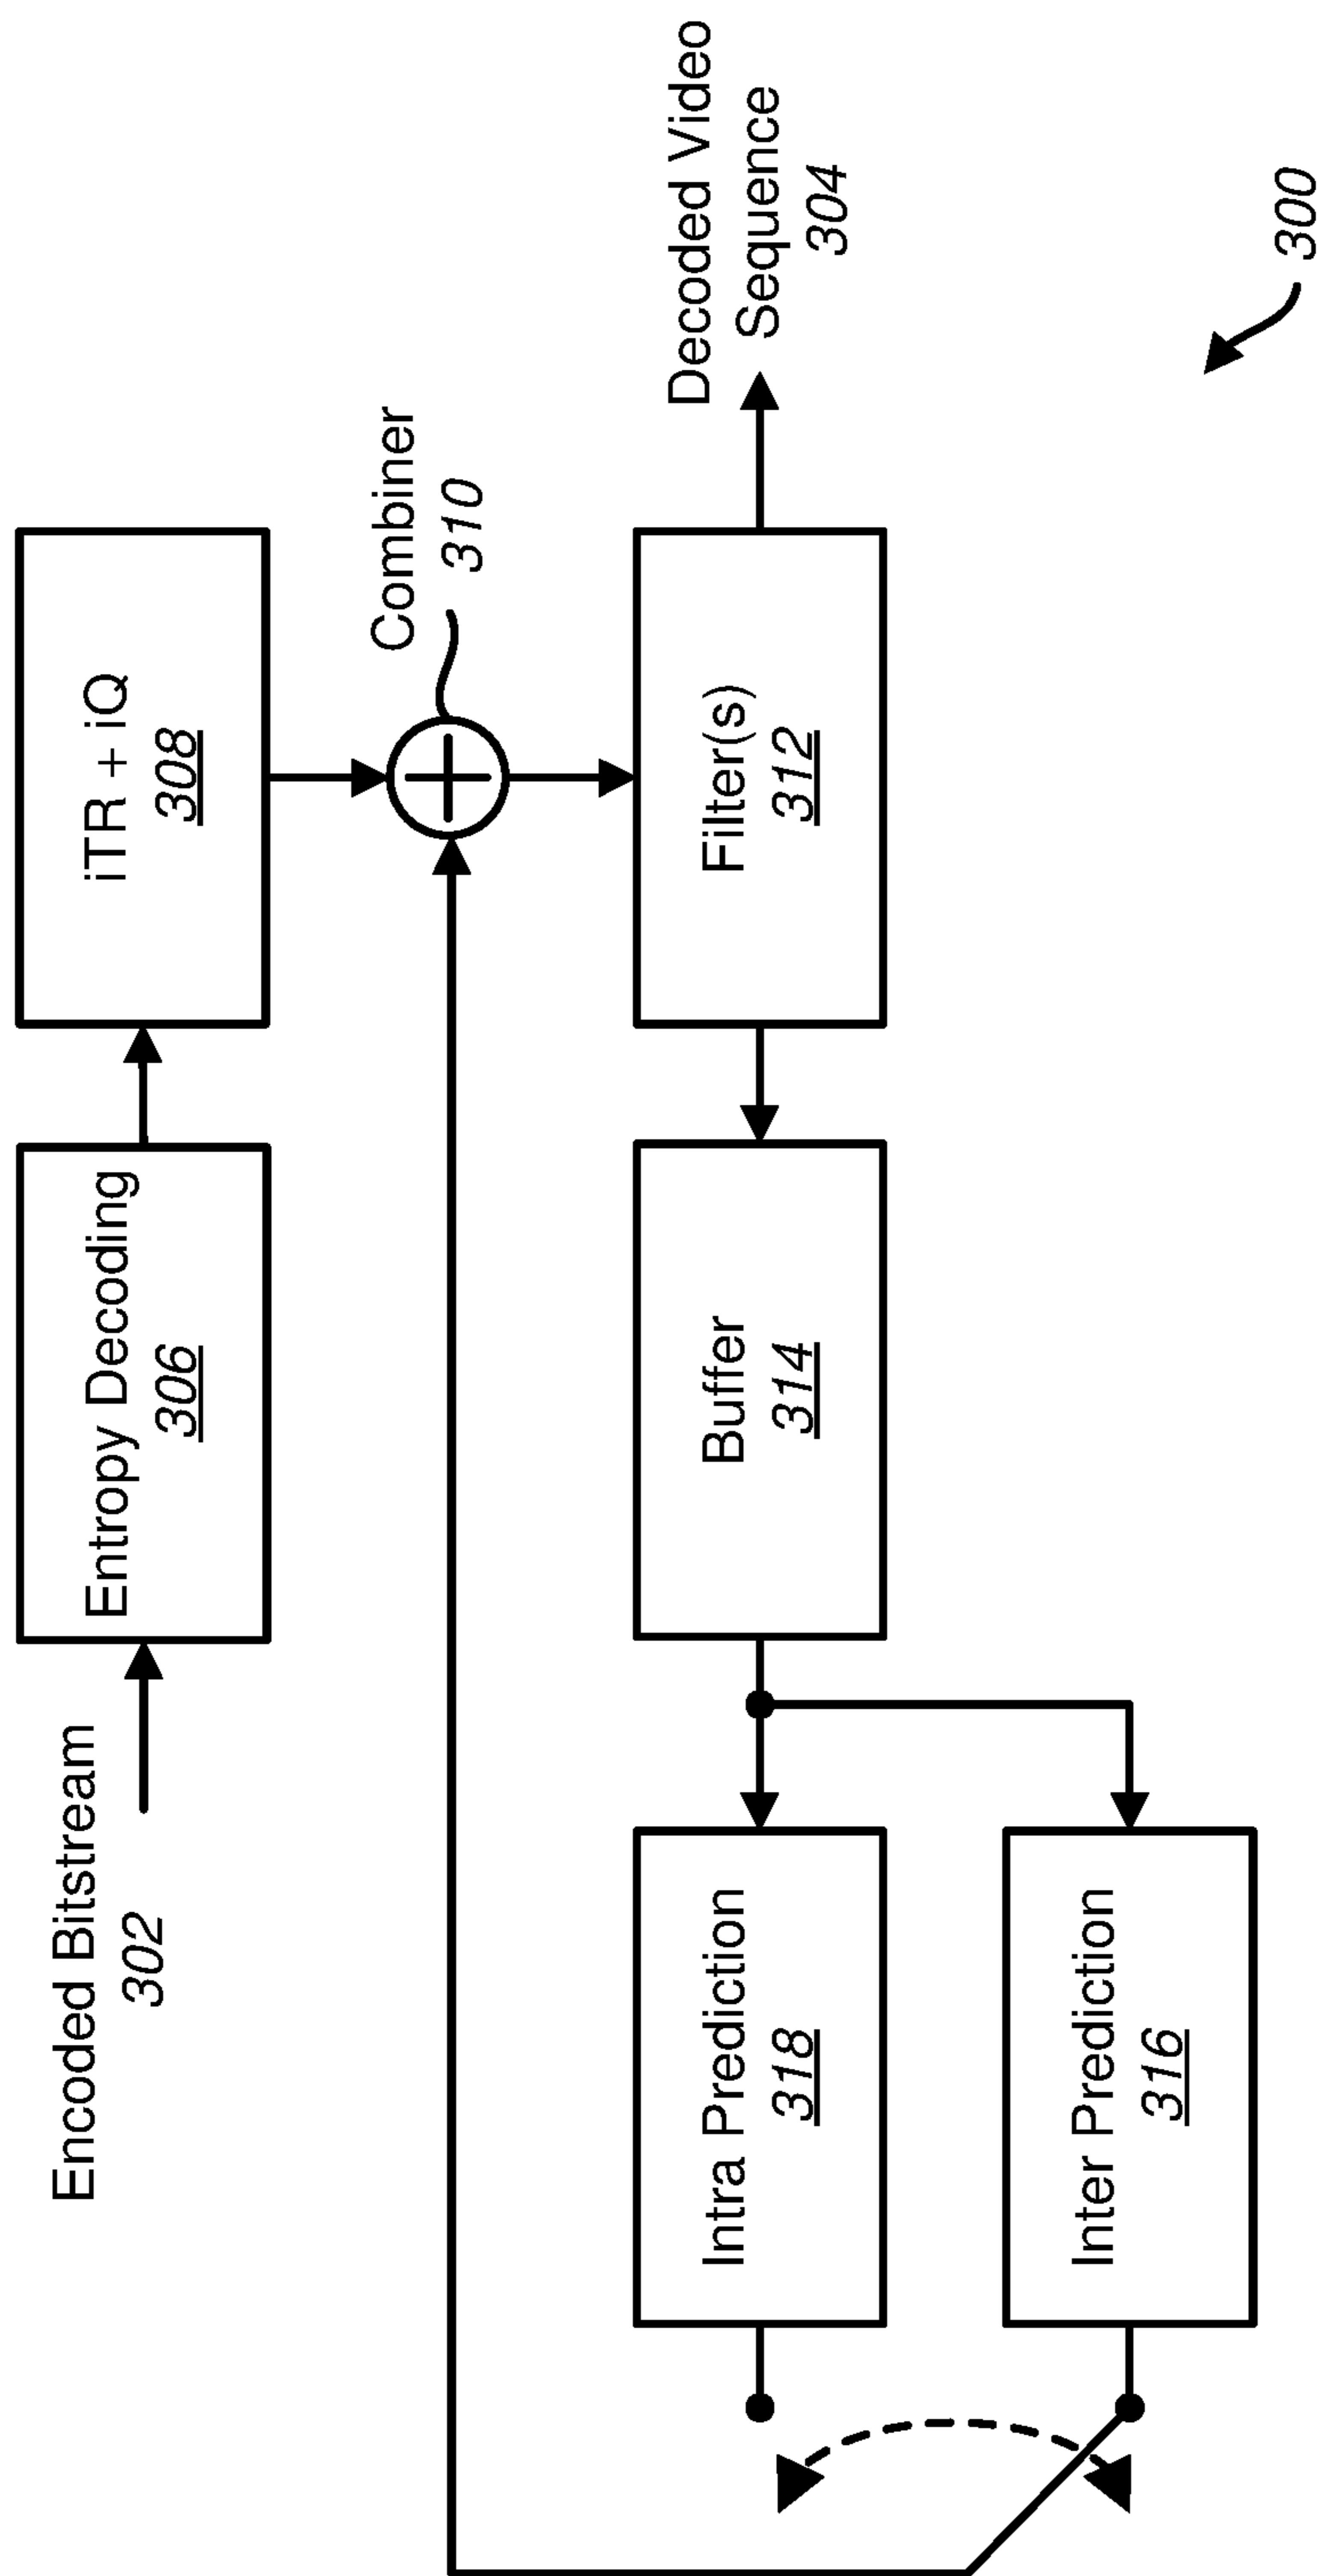 Encoded Bitstream
302
Entropy Decoding
306
iTR + iQ
308
Combiner
310
Intra Prediction
318
Buffer
314
Filter(s)
312
Decoded Video
Sequence
304
Inter Prediction
316
300